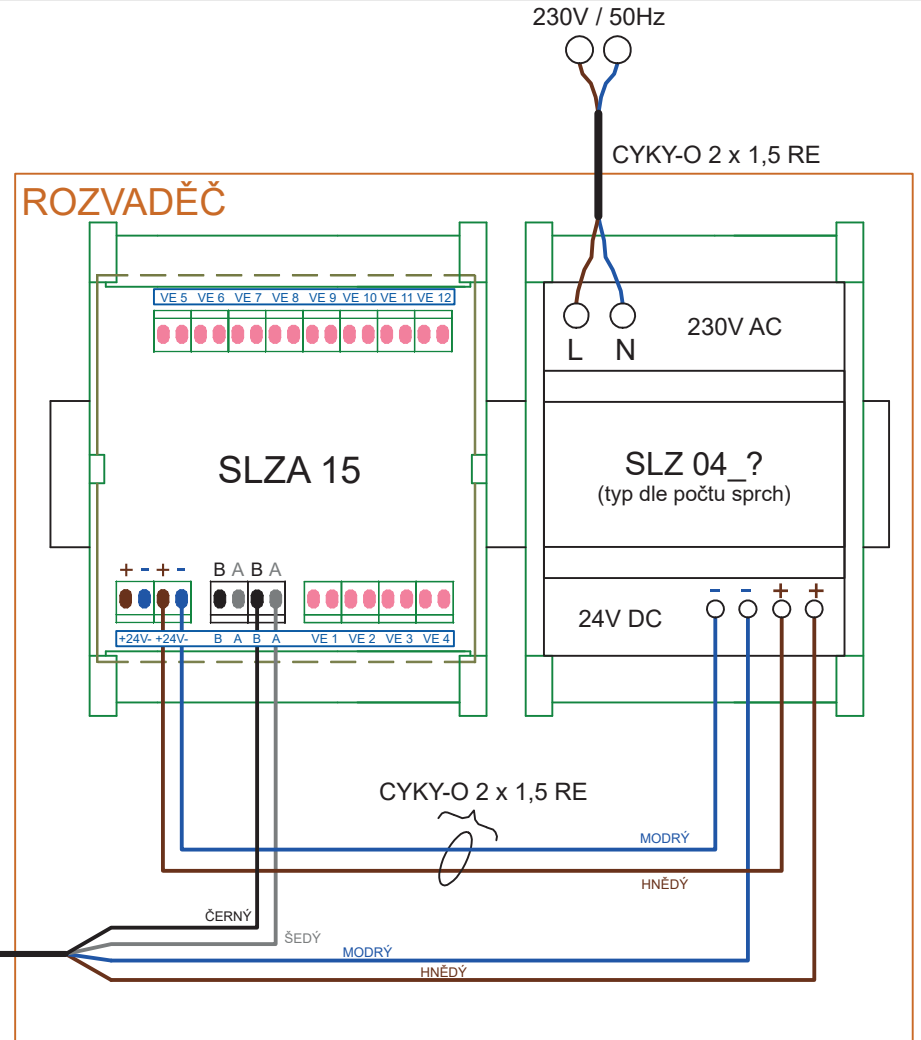 230V / 50Hz
CYKY-O 2 x 1,5 RE
ROZVADĚČ
VE 5 VE 6 VE 7 VE 8 VE 9 VE 10 VE 11 VE 12
230V AC
L N
SLZA 15
SLZ 04_?
(typ dle počtu sprch)
+ - + -
B A B A
- - + +
24V DC
+24V- +24V- B A B A VE 1 VE 2 VE 3 VE 4
CYKY-O 2 x 1,5 RE
MODRÝ
HNĚDÝ
ČERNÝ
ŠEDÝ
MODRÝ
HNĚDÝ